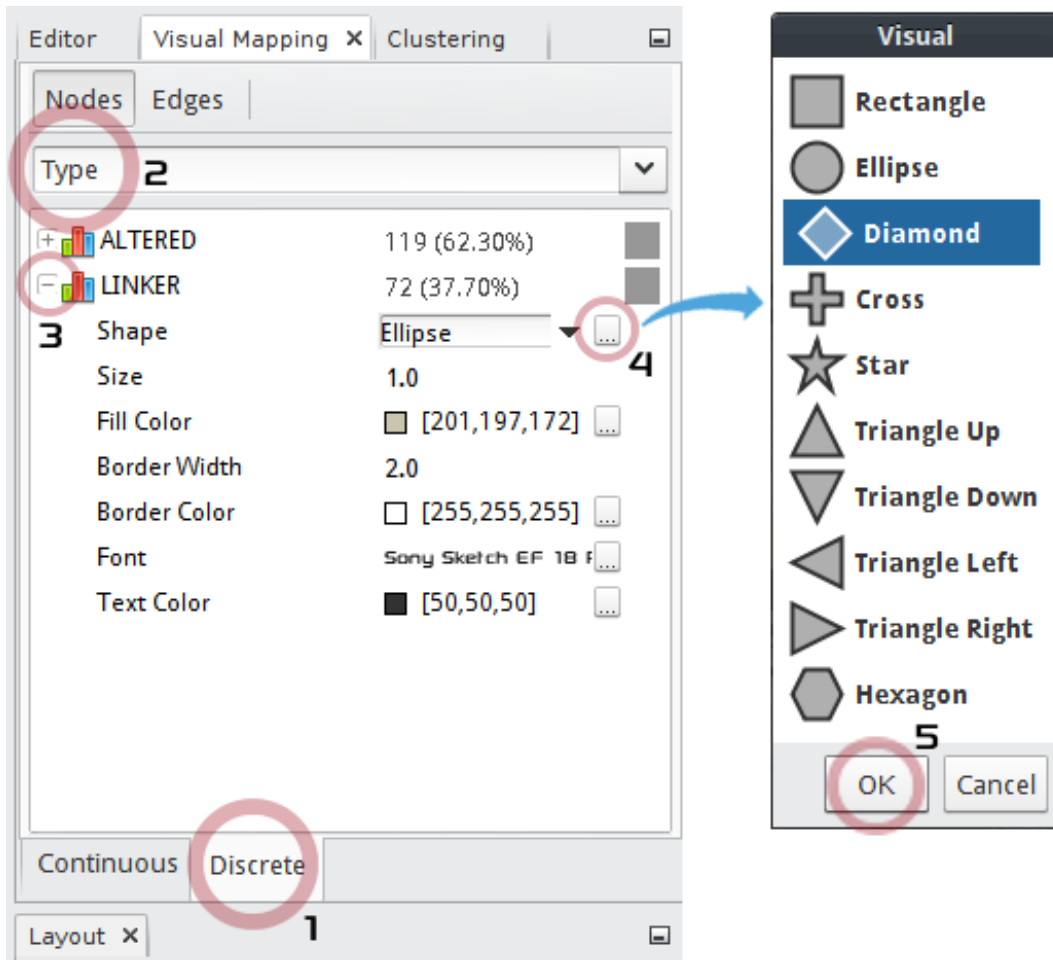 Editor Visual Mapping Clustering
Nodes Edges
Type 2
ALTERED 119 (62.30%)
LINKER 72 (37.70%)
3 Shape Ellipse ... 4
Size 1.0
Fill Color [201,197,172] ...
Border Width 2.0
Border Color [255,255,255] ...
Font Sony Sketch EF 18 ...
Text Color [50,50,50] ...
Continuous Discrete
1
Layout
Visual
Rectangle
Ellipse
Diamond
Cross
Star
Triangle Up
Triangle Down
Triangle Left
Triangle Right
Hexagon
5
OK Cancel